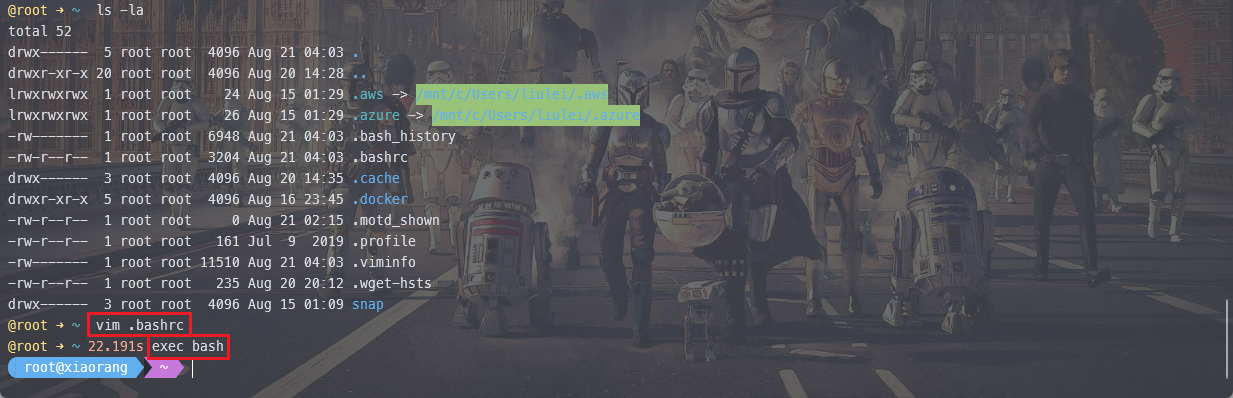 @root → ~ ls -la
total 52
drwx------ 5 root root 4096 Aug 21 04:03 .
drwxr-xr-x 20 root root 4096 Aug 20 14:28 ..
lrwxrwxrwx 1 root root 24 Aug 15 01:29 .aws -> /mnt/c/Users/liulei/.aws
lrwxrwxrwx 1 root root 26 Aug 15 01:29 .azure -> /mnt/c/Users/liulei/.azure
-rw------- 1 root root 6948 Aug 21 04:03 .bash_history
-rw-r--r-- 1 root root 3204 Aug 21 04:03 .bashrc
drwx------ 3 root root 4096 Aug 20 14:35 .cache
drwxr-xr-x 5 root root 4096 Aug 16 23:45 .docker
-rw-r--r-- 1 root root 0 Aug 21 02:15 .motd_shown
-rw-r--r-- 1 root root 161 Jul 9 2019 .profile
-rw------- 1 root root 11510 Aug 21 04:03 .viminfo
-rw-r--r-- 1 root root 235 Aug 20 20:12 .wget-hsts
drwx------ 3 root root 4096 Aug 15 01:09 snap
@root → ~ vim .bashrc
@root → ~ 22.191s exec bash
root@xiaorang ~